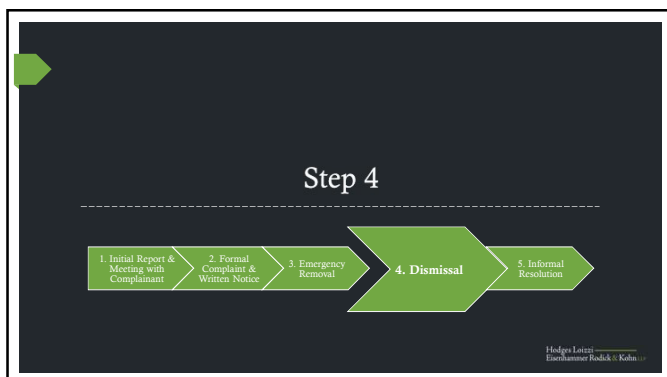 Step 4
1. Initial Report &
Meeting with
Complainant
2. Formal
Complaint &
Written Notice
3. Emergency
Removal
4. Dismissal
5. Informal
Resolution
Hodges Loizzi
Eisenhammer Rodick & Kohn LLP